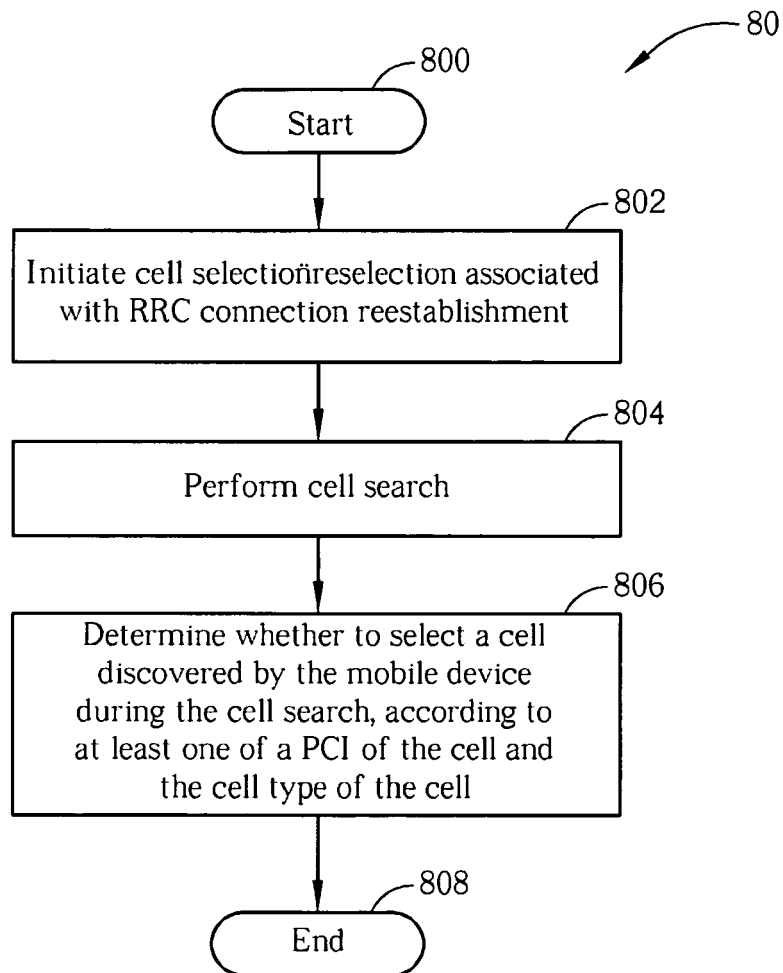 80
800
Start
802
Initiate cell selectionn̈reselection associated
with RRC connection reestablishment
804
Perform cell search
806
Determine whether to select a cell
discovered by the mobile device
during the cell search, according to
at least one of a PCI of the cell and
the cell type of the cell
808
End